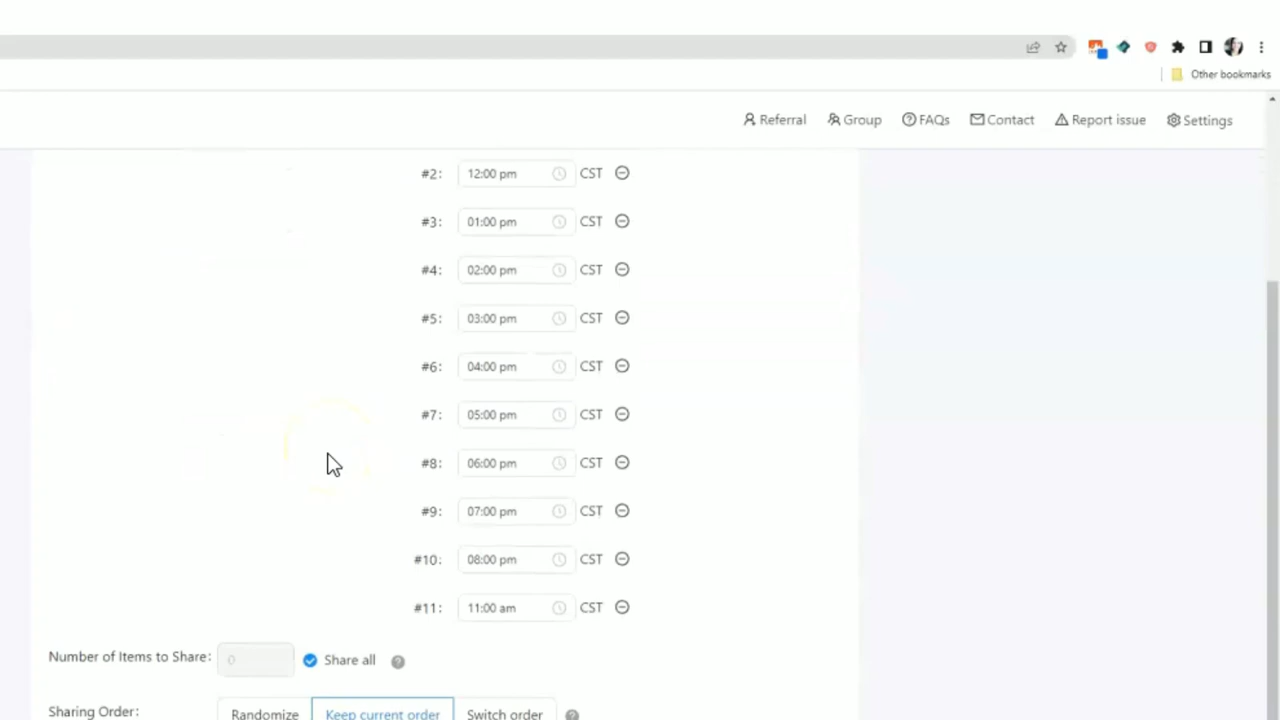 Other bookmarks
Referral Group FAQs Contact Report issue Settings
#2: 12:00 pm CST
#3: 01:00 pm CST
#4: 02:00 pm CST
#5: 03:00 pm CST
#6: 04:00 pm CST
#7: 05:00 pm CST
#8: 06:00 pm CST
#9: 07:00 pm CST
#10: 08:00 pm CST
#11: 11:00 am CST
Number of Items to Share: 0 Share all ?
Sharing Order: Randomize Keep current order Switch order ?